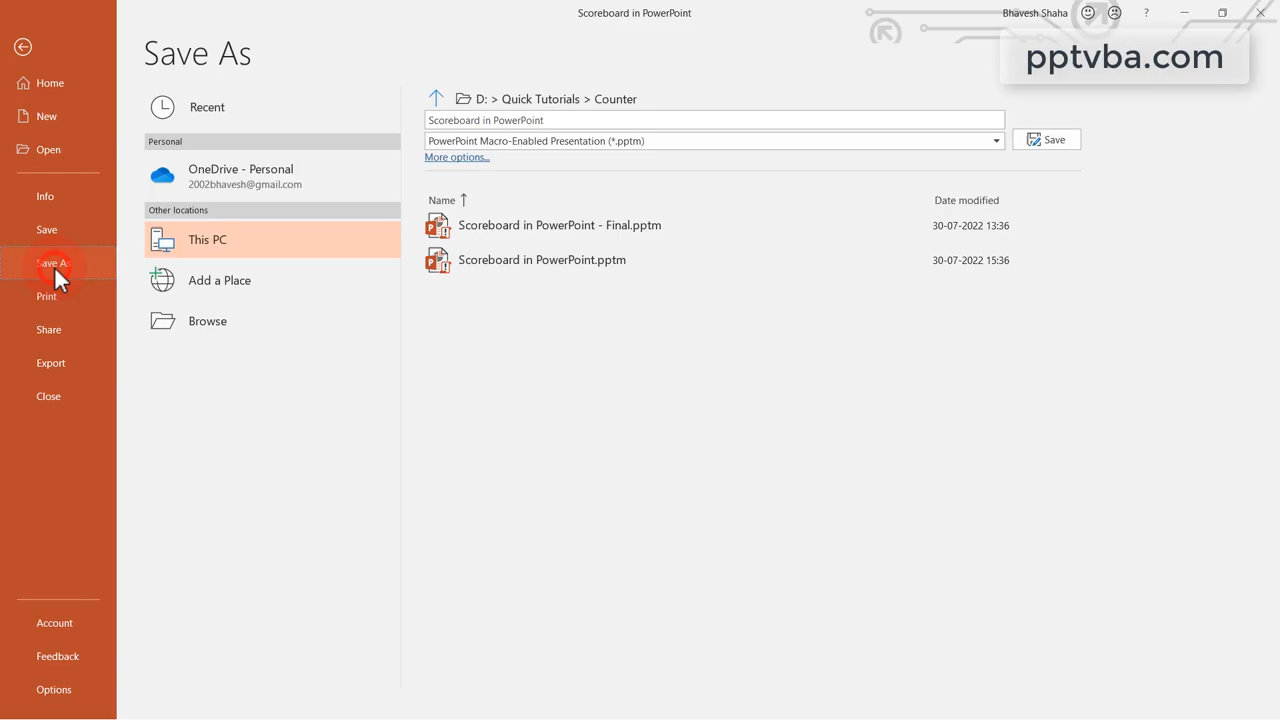 Scoreboard in PowerPoint
Bhavesh Shaha
?
pptvba.com
Save As
Home
New
Open
Info
Save
Save As
Print
Share
Export
Close
Account
Feedback
Options
Recent
Personal
OneDrive - Personal
2002bhavesh@gmail.com
Other locations
This PC
Add a Place
Browse
D: > Quick Tutorials > Counter
Scoreboard in PowerPoint
PowerPoint Macro-Enabled Presentation (*.pptm)
Save
More options...
Name
Date modified
Scoreboard in PowerPoint - Final.pptm
30-07-2022 13:36
Scoreboard in PowerPoint.pptm
30-07-2022 15:36